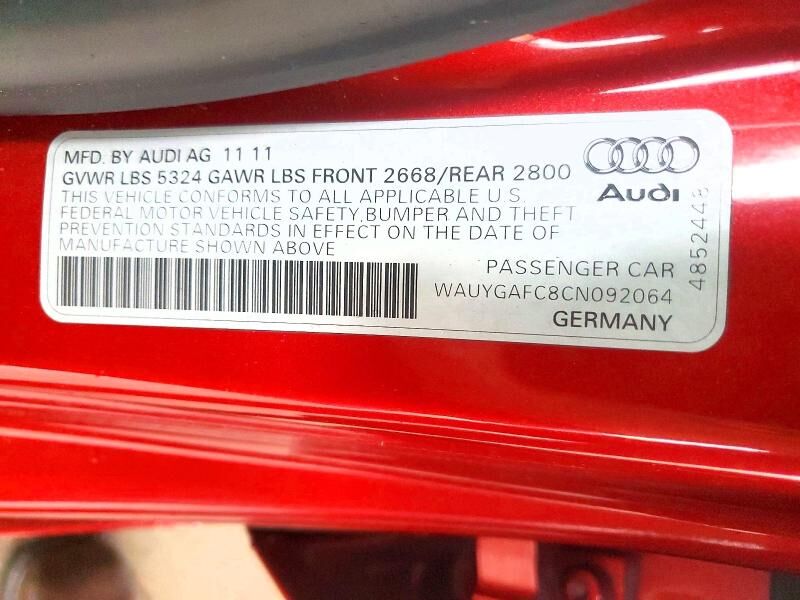 MFD. BY AUDI AG 11 11
GVWR LBS 5324 GAWR LBS FRONT 2668/REAR 2800
THIS VEHICLE CONFORMS TO ALL APPLICABLE U.S.
FEDERAL MOTOR VEHICLE SAFETY, BUMPER AND THEFT
PREVENTION STANDARDS IN EFFECT ON THE DATE OF
MANUFACTURE SHOWN ABOVE
Audi
4852448
PASSENGER CAR
WAUYGAFC8CN092064
GERMANY